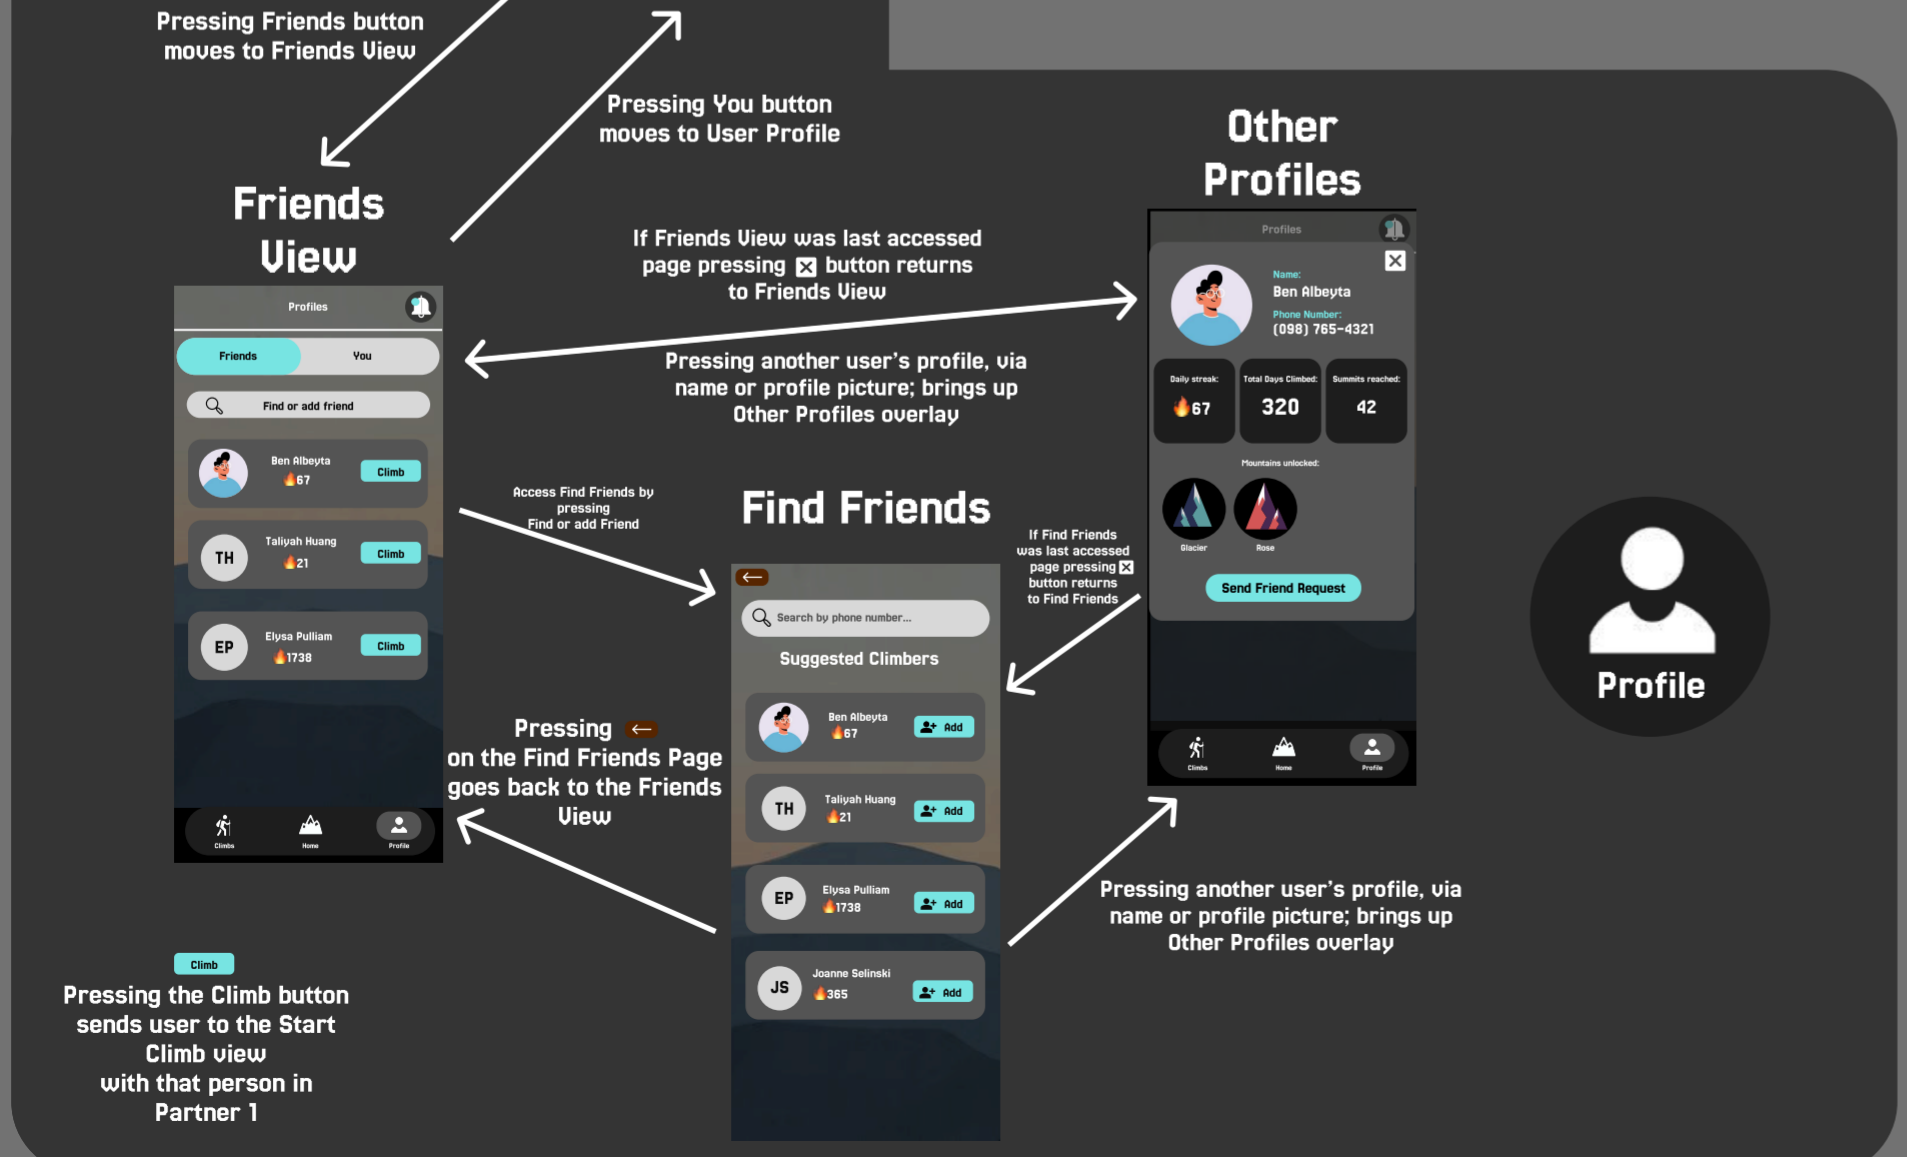 Pressing Friends button
moves to Friends View
Pressing You button
moves to User Profile
Friends
View
Profiles
Friends
You
Find or add friend
Ben Albeyta
67
Climb
TH
Taliyah Huang
21
Climb
EP
Elysa Pulliam
1738
Climb
Climbs
Home
Profile
If Friends View was last accessed
page pressing X button returns
to Friends View
Pressing another user's profile, via
name or profile picture; brings up
Other Profiles overlay
Access Find Friends by
pressing
Find or add Friend
Find Friends
Search by phone number...
Suggested Climbers
Ben Albeyta
67
Add
TH
Taliyah Huang
21
Add
EP
Elysa Pulliam
1738
Add
JS
Joanne Selinski
365
Add
If Find Friends
was last accessed
page pressing X
button returns
to Find Friends
Pressing ←
on the Find Friends Page
goes back to the Friends
View
Other
Profiles
Profiles
X
Name:
Ben Albeyta
Phone Number:
(098) 765-4321
Daily streak:
67
Total Days Climbed:
320
Summits reached:
42
Mountains unlocked:
Glacier
Rose
Send Friend Request
Climbs
Home
Profile
Pressing another user's profile, via
name or profile picture; brings up
Other Profiles overlay
Profile
Climb
Pressing the Climb button
sends user to the Start
Climb view
with that person in
Partner 1